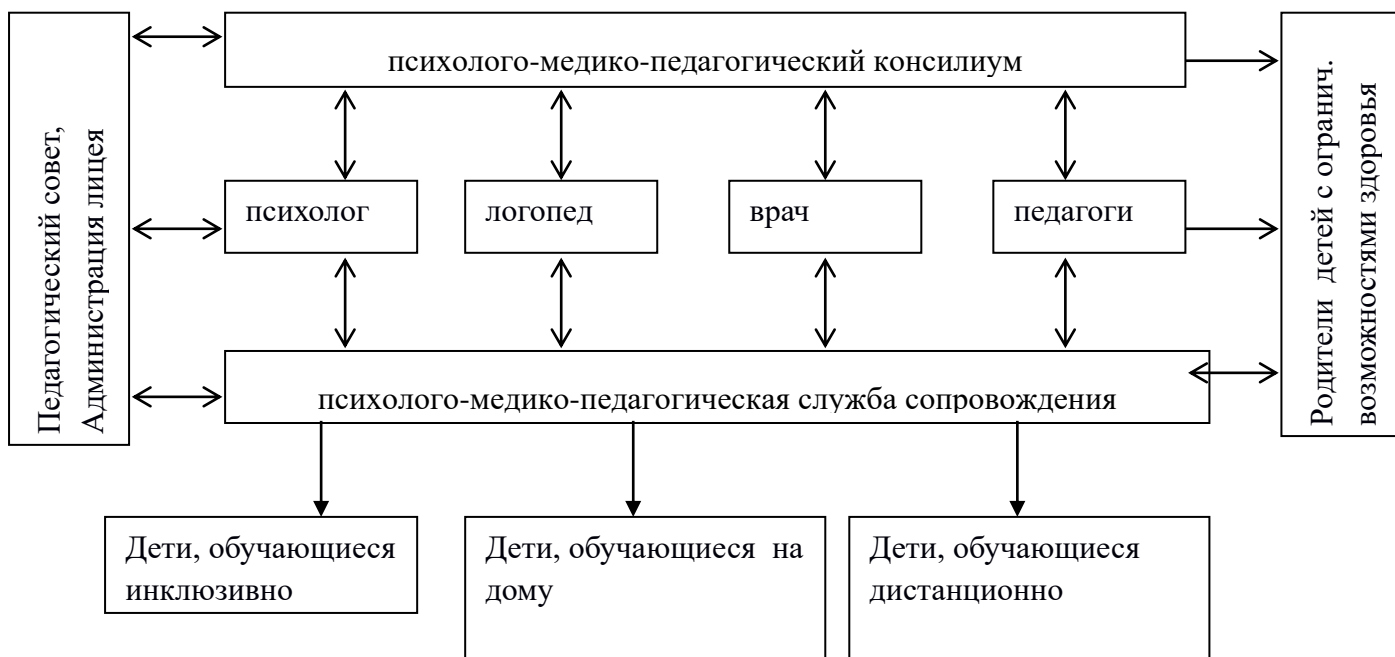 Педагогический совет,
Администрация лицея
психолого-медико-педагогический консилиум
психолог
логопед
врач
педагоги
психолого-медико-педагогическая служба сопровождения
Родители детей с огранич.
возможностями здоровья
Дети, обучающиеся
инклюзивно
Дети, обучающиеся на
дому
Дети, обучающиеся
дистанционно